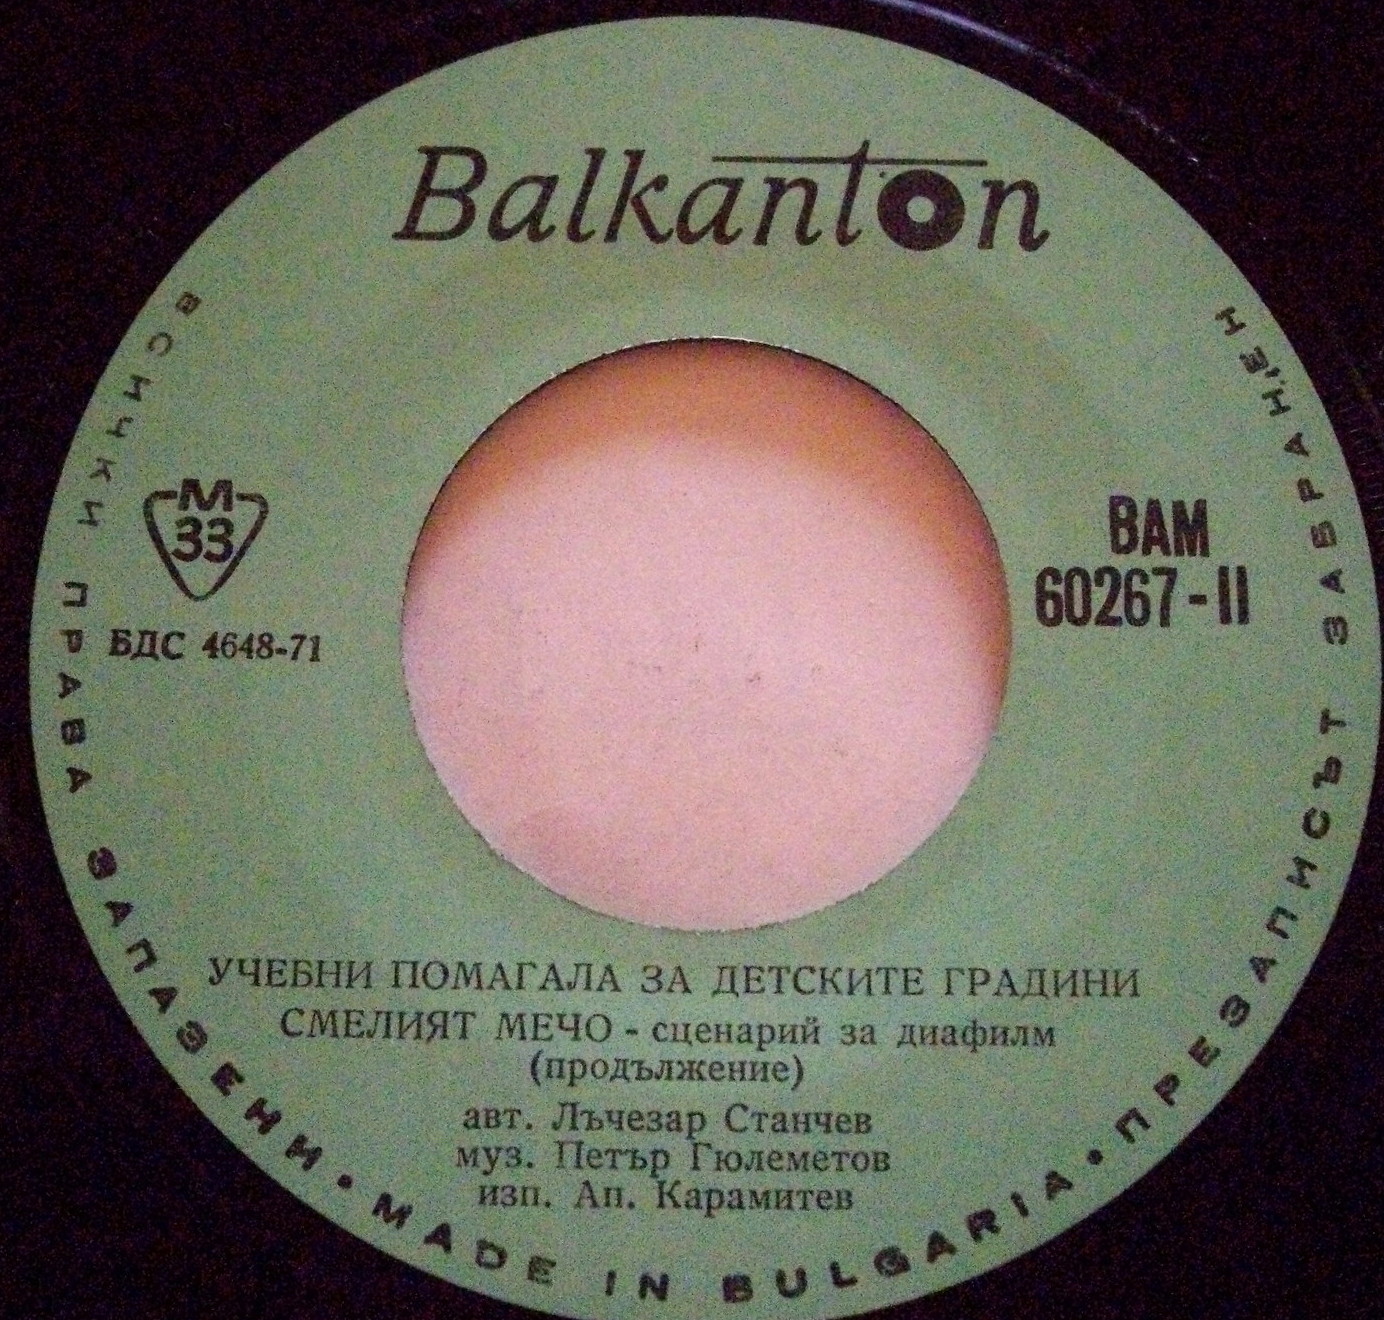 Balkanton
М
33
БДС 4648-71
ВАМ
60267-II
УЧЕБНИ ПОМАГАЛА ЗА ДЕТСКИТЕ ГРАДИНИ
СМЕЛИЯТ МЕЧО - сценарий за диафилм
(продължение)
авт. Лъчезар Станчев
муз. Петър Гюлеметов
изп. Ап. Карамитев
ВСИЧКИ ПРАВА ЗАПАЗЕНИ • MADE IN BULGARIA • ПРЕЗАПИСЪТ ЗАБРАНЕН